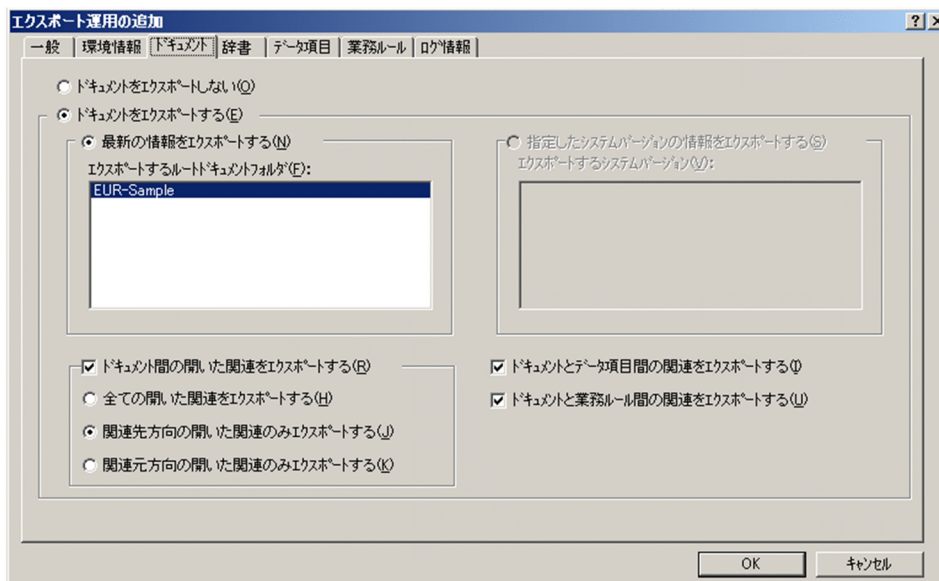 エクスポート運用の追加
一般 環境情報 ドキュメント 辞書 データ項目 業務ルール ログ情報
ドキュメントをエクスポートしない(O)
ドキュメントをエクスポートする(E)
最新の情報をエクスポートする(N)
エクスポートするルートドキュメントフォルダ(F):
EUR-Sample
指定したシステムバージョンの情報をエクスポートする(S)
エクスポートするシステムバージョン(V):
ドキュメント間の開いた関連をエクスポートする(R)
全ての開いた関連をエクスポートする(H)
関連先方向の開いた関連のみエクスポートする(J)
関連元方向の開いた関連のみエクスポートする(K)
ドキュメントとデータ項目間の関連をエクスポートする(I)
ドキュメントと業務ルール間の関連をエクスポートする(U)
OK キャンセル